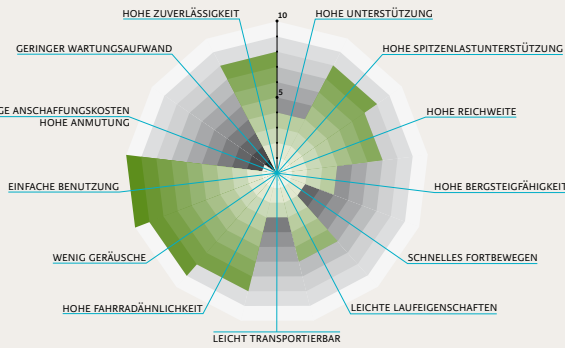 10
HOHE ZUVERLÄSSIGKEIT
HOHE UNTERSTÜTZUNG
GERINGER WARTUNGSAUFWAND
HOHE SPITZENLASTUNTERSTÜTZUNG
5
ANSCHAFFUNGSKOSTEN
HOHE ANMUTUNG
HOHE REICHWEITE
EINFACHE BENUTZUNG
HOHE BERGSTEIGFÄHIGKEIT
WENIG GERÄUSCHE
SCHNELLES FORTBEWEGEN
HOHE FAHRRADÄHNLICHKEIT
LEICHTE LAUFEIGENSCHAFTEN
LEICHT TRANSPORTIERBAR